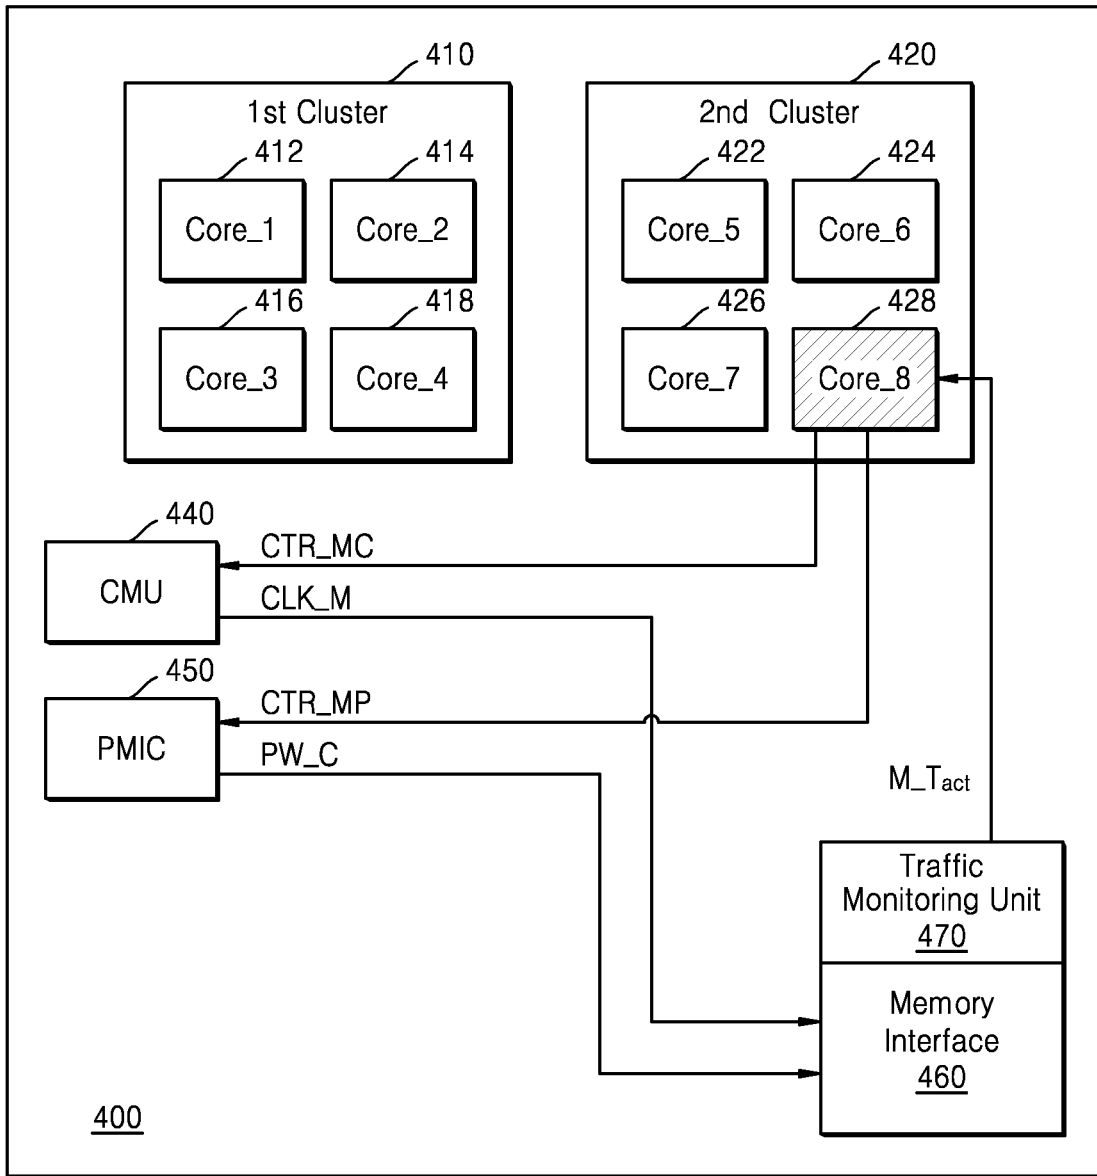 410
1st Cluster
412
Core_1
414
Core_2
416
Core_3
418
Core_4
420
2nd Cluster
422
Core_5
424
Core_6
426
Core_7
428
Core_8
440
CMU
CTR_MC
CLK_M
450
PMIC
CTR_MP
PW_C
M_Tact
Traffic
Monitoring Unit
470
Memory
Interface
460
400